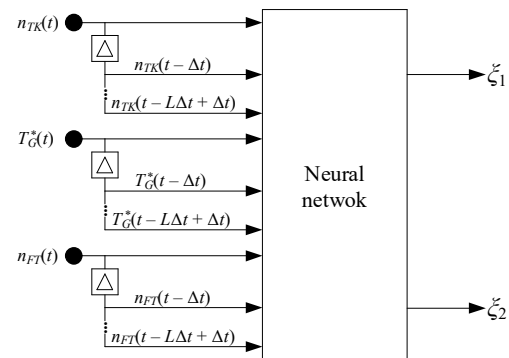 n_TK(t)
△
n_TK(t – Δt)
n_TK(t – LΔt + Δt)
T*_G(t)
△
T*_G(t – Δt)
T*_G(t – LΔt + Δt)
n_FT(t)
△
n_FT(t – Δt)
n_FT(t – LΔt + Δt)
Neural
netwok
ξ₁
ξ₂